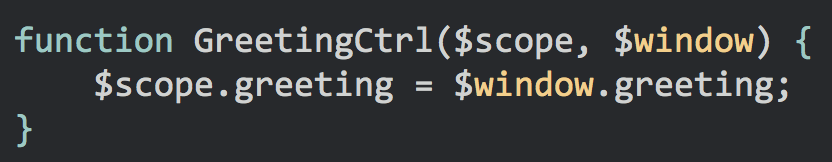 function GreetingCtrl($scope, $window) {
    $scope.greeting = $window.greeting;
}